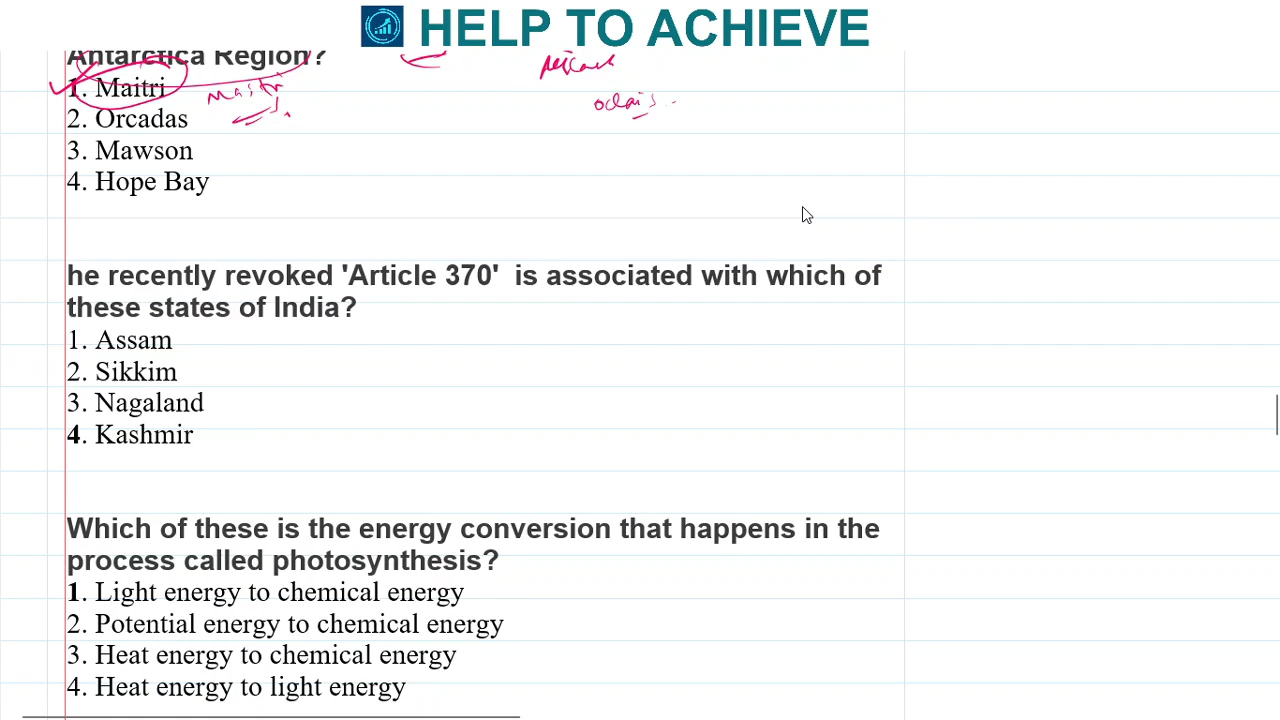 HELP TO ACHIEVE
Antarctica Region?
1. Maitri
2. Orcadas
3. Mawson
4. Hope Bay
he recently revoked 'Article 370'  is associated with which of
these states of India?
1. Assam
2. Sikkim
3. Nagaland
4. Kashmir
Which of these is the energy conversion that happens in the
process called photosynthesis?
1. Light energy to chemical energy
2. Potential energy to chemical energy
3. Heat energy to chemical energy
4. Heat energy to light energy